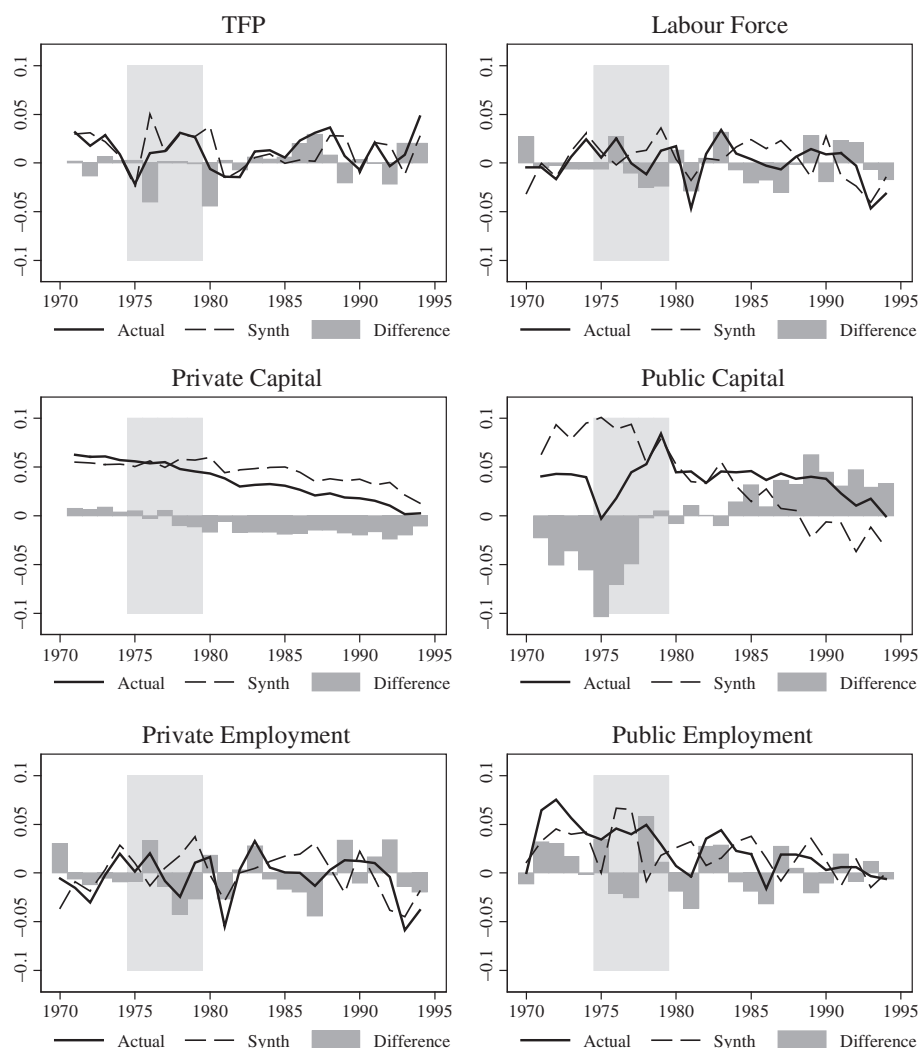 TFP
0.1
0.05
0
−0.05
−0.1
1970 1975 1980 1985 1990 1995
Actual Synth Difference
Labour Force
0.1
0.05
0
−0.05
−0.1
1970 1975 1980 1985 1990 1995
Actual Synth Difference
Private Capital
0.1
0.05
0
−0.05
−0.1
1970 1975 1980 1985 1990 1995
Actual Synth Difference
Public Capital
0.1
0.05
0
−0.05
−0.1
1970 1975 1980 1985 1990 1995
Actual Synth Difference
Private Employment
0.1
0.05
0
−0.05
−0.1
1970 1975 1980 1985 1990 1995
Actual Synth Difference
Public Employment
0.1
0.05
0
−0.05
−0.1
1970 1975 1980 1985 1990 1995
Actual Synth Difference